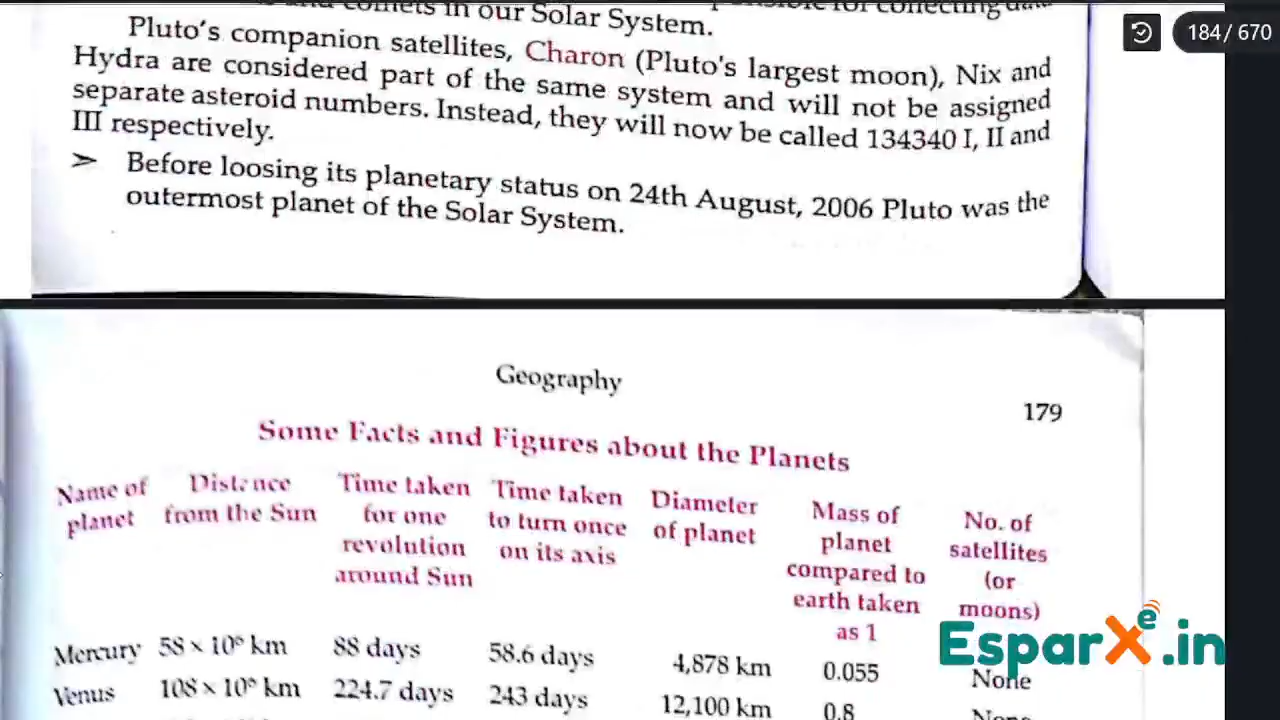 comets in our Solar System.
184 / 670
Pluto's companion satellites, Charon (Pluto's largest moon), Nix and
Hydra are considered part of the same system and will not be assigned
separate asteroid numbers. Instead, they will now be called 134340 I, II and
III respectively.
➢ Before loosing its planetary status on 24th August, 2006 Pluto was the
outermost planet of the Solar System.
Geography
179
Some Facts and Figures about the Planets
Name of planet
Distance from the Sun
Time taken for one revolution around Sun
Time taken to turn once on its axis
Diameter of planet
Mass of planet compared to earth taken as 1
No. of satellites (or moons)
Mercury 58 × 10⁶ km 88 days 58.6 days 4,878 km 0.055 None
Venus 108 × 10⁶ km 224.7 days 243 days 12,100 km 0.8 None
EsparXe.in